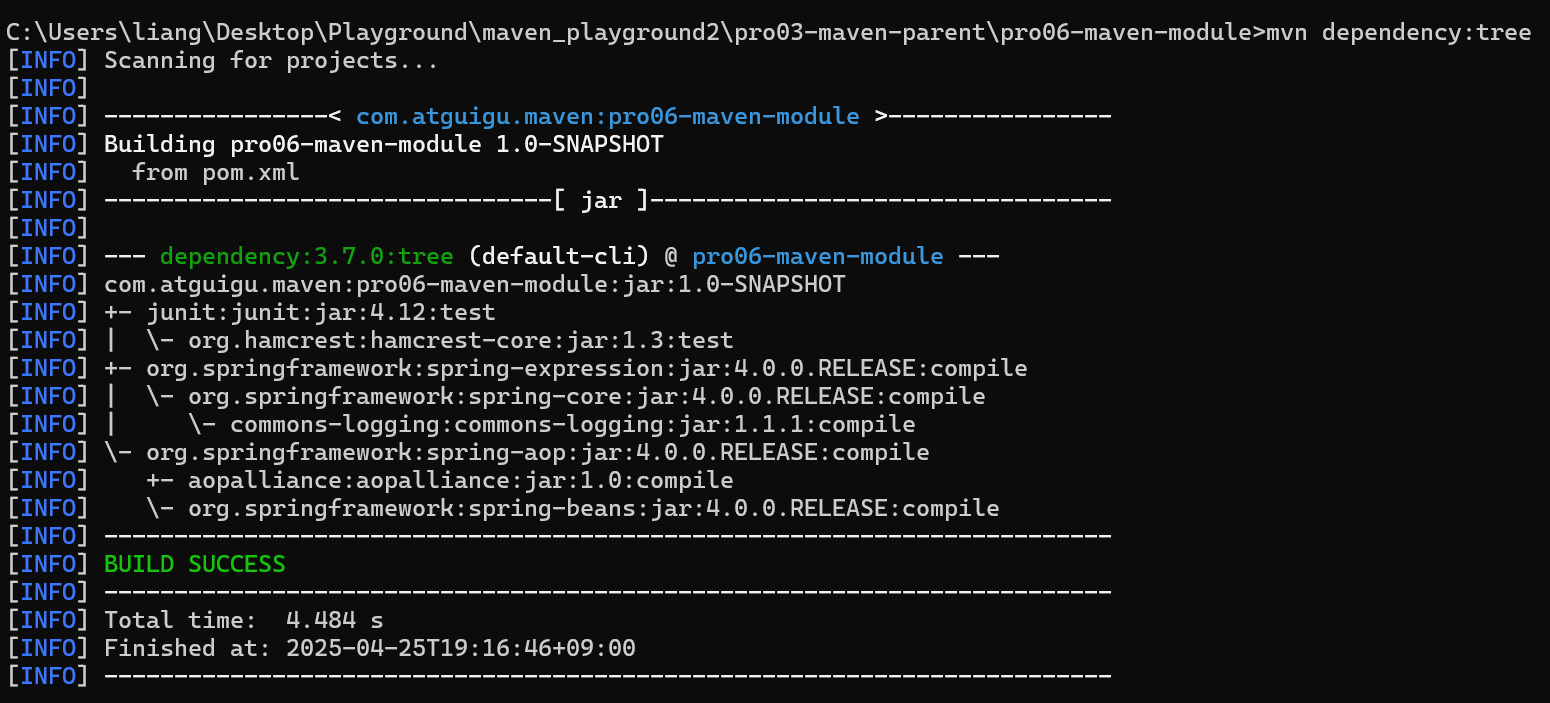 C:\Users\liang\Desktop\Playground\maven_playground2\pro03-maven-parent\pro06-maven-module>mvn dependency:tree
[INFO] Scanning for projects...
[INFO]
[INFO] ----------------< com.atguigu.maven:pro06-maven-module >----------------
[INFO] Building pro06-maven-module 1.0-SNAPSHOT
[INFO]   from pom.xml
[INFO] --------------------------------[ jar ]---------------------------------
[INFO]
[INFO] --- dependency:3.7.0:tree (default-cli) @ pro06-maven-module ---
[INFO] com.atguigu.maven:pro06-maven-module:jar:1.0-SNAPSHOT
[INFO] +- junit:junit:jar:4.12:test
[INFO] |  \- org.hamcrest:hamcrest-core:jar:1.3:test
[INFO] +- org.springframework:spring-expression:jar:4.0.0.RELEASE:compile
[INFO] |  \- org.springframework:spring-core:jar:4.0.0.RELEASE:compile
[INFO] |     \- commons-logging:commons-logging:jar:1.1.1:compile
[INFO] \- org.springframework:spring-aop:jar:4.0.0.RELEASE:compile
[INFO]    +- aopalliance:aopalliance:jar:1.0:compile
[INFO]    \- org.springframework:spring-beans:jar:4.0.0.RELEASE:compile
[INFO] ------------------------------------------------------------------------
[INFO] BUILD SUCCESS
[INFO] ------------------------------------------------------------------------
[INFO] Total time:  4.484 s
[INFO] Finished at: 2025-04-25T19:16:46+09:00
[INFO] ------------------------------------------------------------------------